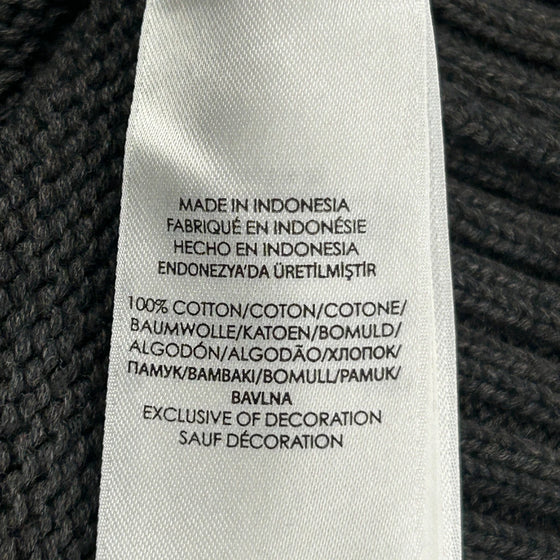 MADE IN INDONESIA
FABRIQUÉ EN INDONÉSIE
HECHO EN INDONESIA
ENDONEZYA'DA ÜRETİLMİŞTİR
100% COTTON/COTON/COTONE/
BAUMWOLLE/KATOEN/BOMULD/
ALGODÓN/ALGODÃO/ХЛОПОК/
ПАМУК/BAMBAKI/BOMULL/PAMUK/
BAVLNA
EXCLUSIVE OF DECORATION
SAUF DÉCORATION